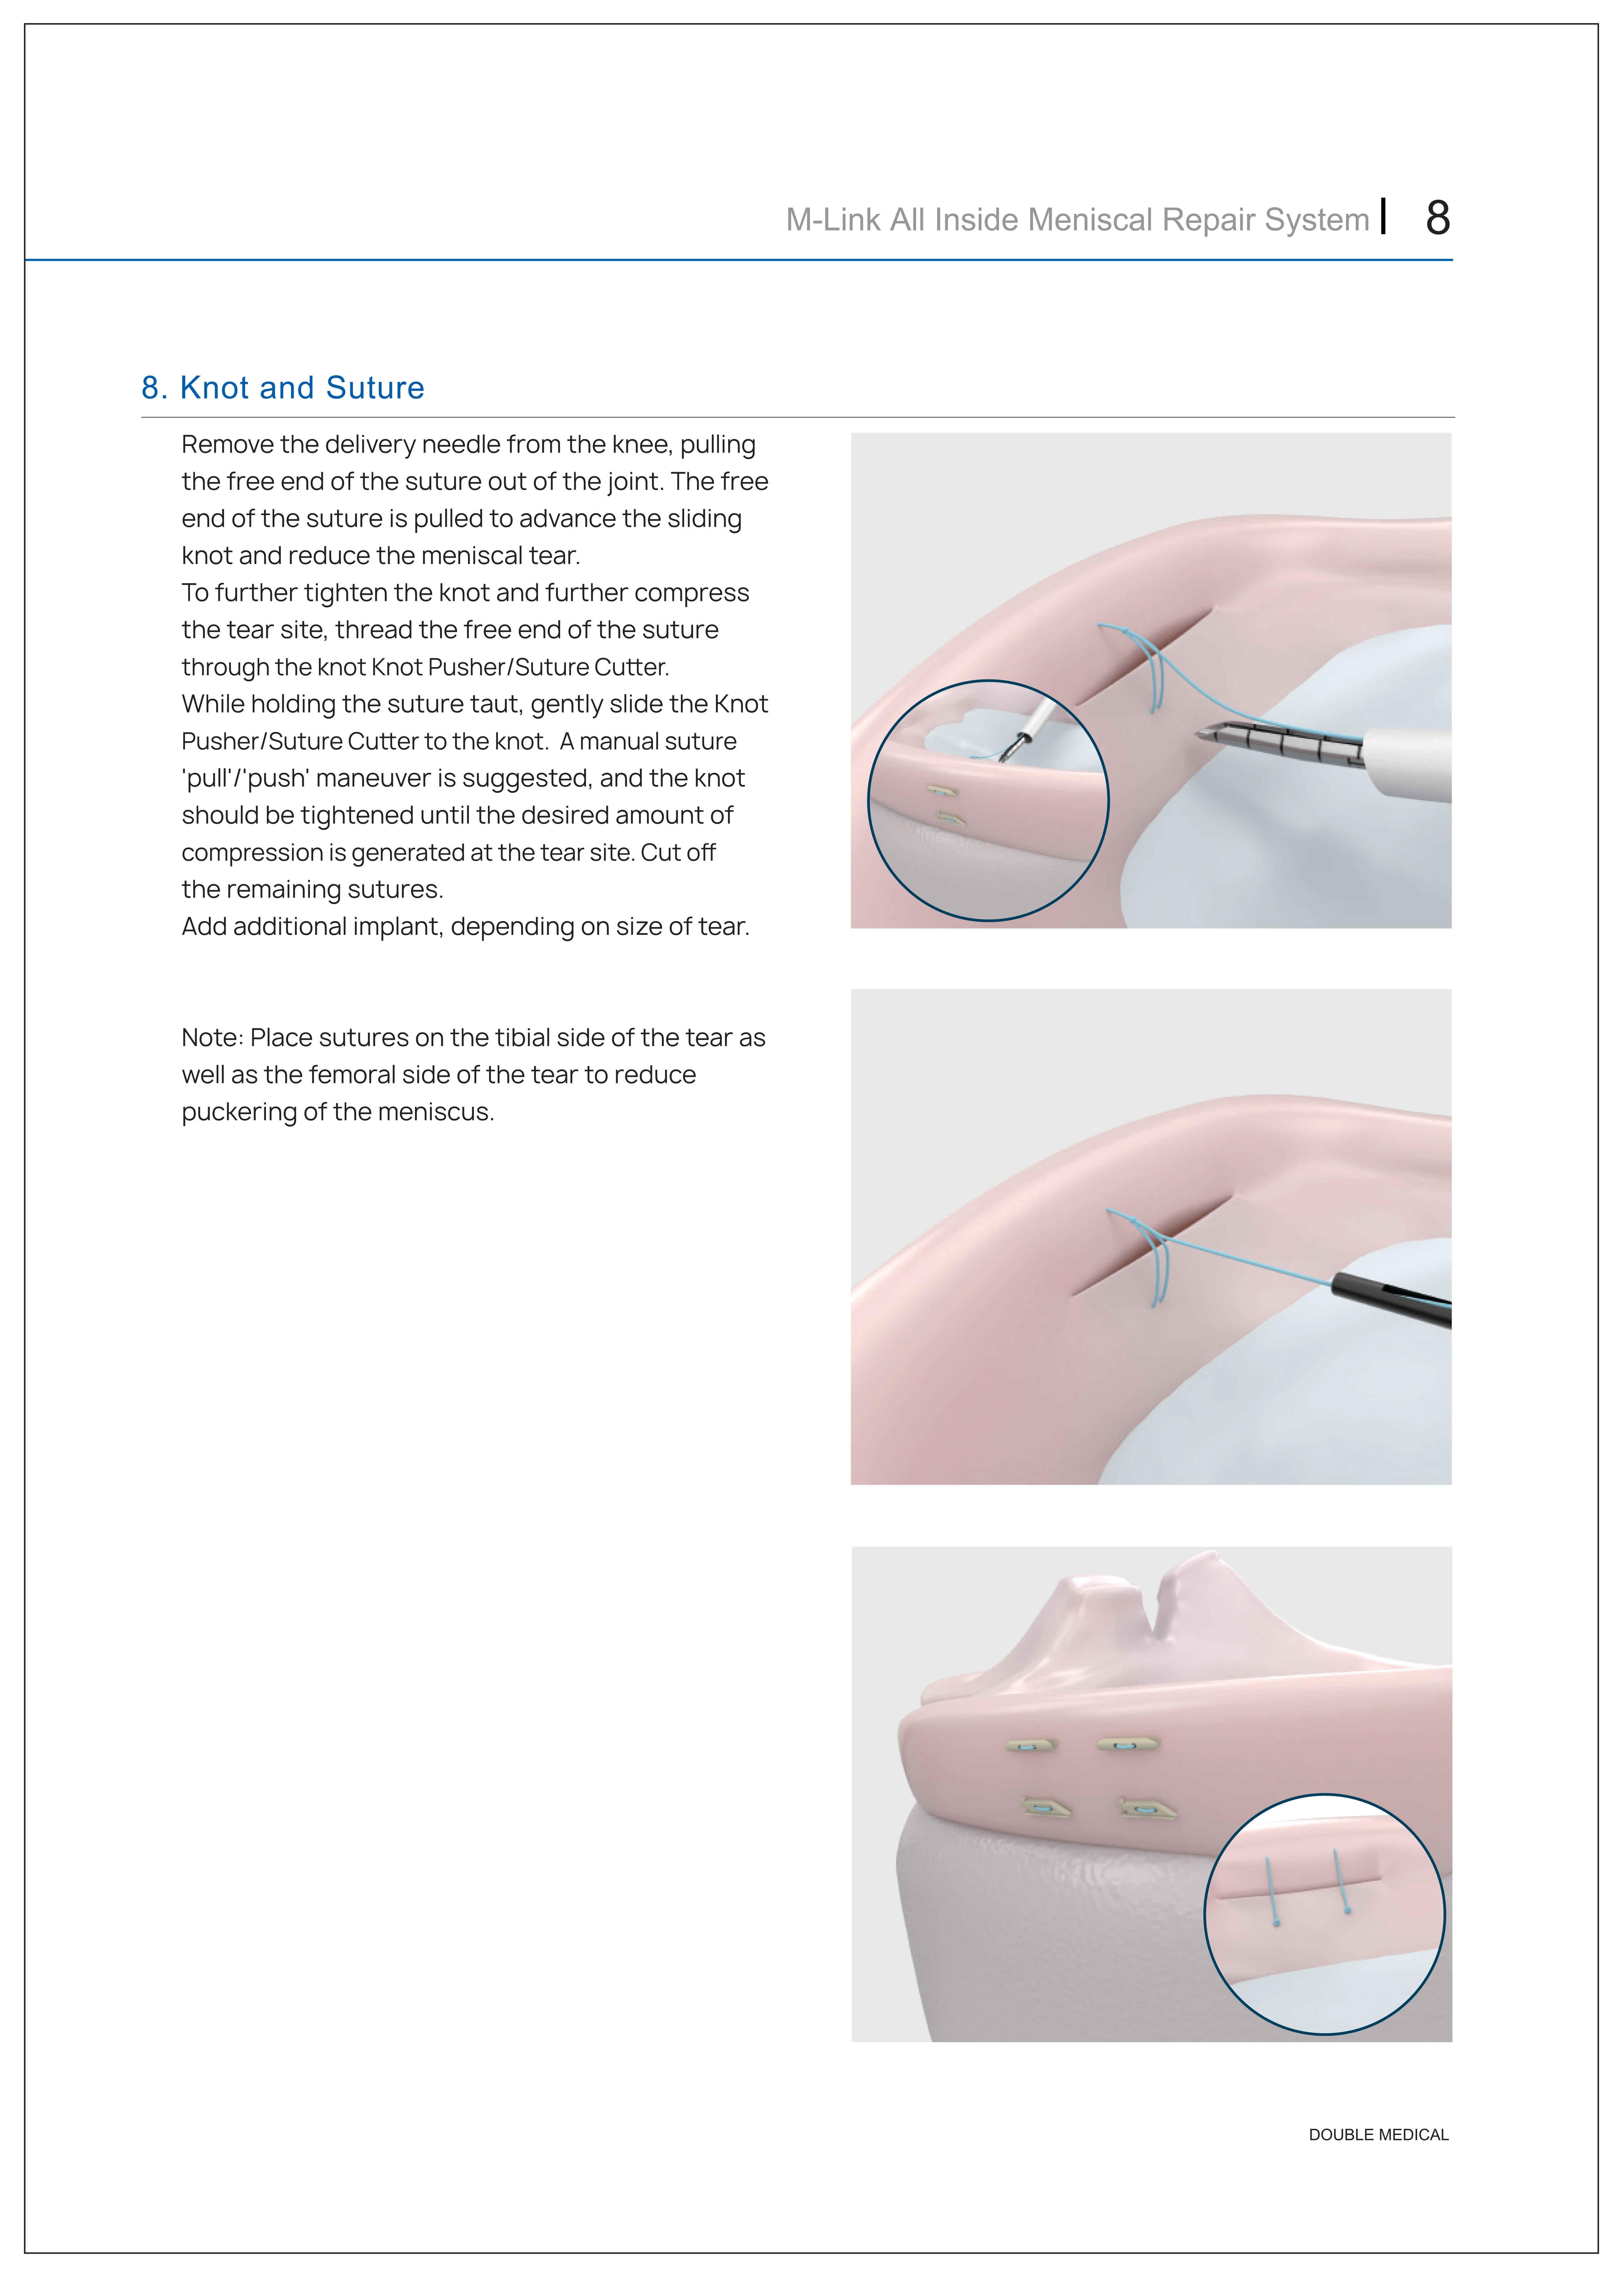 M-Link All Inside Meniscal Repair System | 8
8. Knot and Suture
Remove the delivery needle from the knee, pulling
the free end of the suture out of the joint. The free
end of the suture is pulled to advance the sliding
knot and reduce the meniscal tear.
To further tighten the knot and further compress
the tear site, thread the free end of the suture
through the knot Knot Pusher/Suture Cutter.
While holding the suture taut, gently slide the Knot
Pusher/Suture Cutter to the knot.  A manual suture
'pull'/'push' maneuver is suggested, and the knot
should be tightened until the desired amount of
compression is generated at the tear site. Cut off
the remaining sutures.
Add additional implant, depending on size of tear.
Note: Place sutures on the tibial side of the tear as
well as the femoral side of the tear to reduce
puckering of the meniscus.
DOUBLE MEDICAL